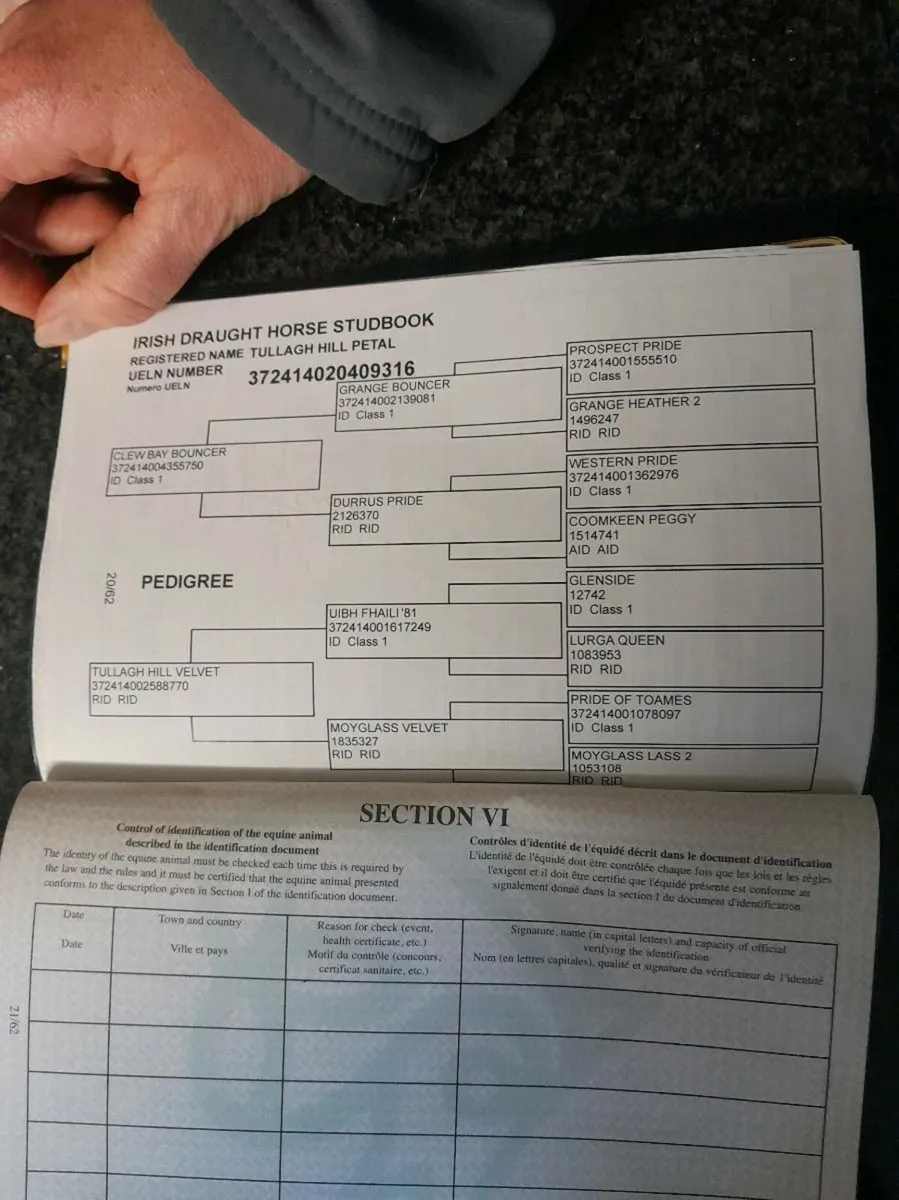 IRISH DRAUGHT HORSE STUDBOOK
REGISTERED NAME TULLAGH HILL PETAL
UELN NUMBER 372414020409316
Numero UELN
CLEW BAY BOUNCER
372414004355750
ID Class 1
GRANGE BOUNCER
372414002139081
ID Class 1
DURRUS PRIDE
2126370
RID RID
PROSPECT PRIDE
372414001555510
ID Class 1
GRANGE HEATHER 2
1496247
RID RID
WESTERN PRIDE
372414001362976
ID Class 1
COOMKEEN PEGGY
1514741
AID AID
20/62
PEDIGREE
TULLAGH HILL VELVET
372414002588770
RID RID
UIBH FHAILI '81
372414001617249
ID Class 1
MOYGLASS VELVET
1835327
RID RID
GLENSIDE
12742
ID Class 1
LURGA QUEEN
1083953
RID RID
PRIDE OF TOAMES
372414001078097
ID Class 1
MOYGLASS LASS 2
1053108
RID RID
SECTION VI
Control of identification of the equine animal
described in the identification document
The identity of the equine animal must be checked each time this is required by
the law and the rules and it must be certified that the equine animal presented
conforms to the description given in Section I of the identification document.
Contrôles d'identité de l'équidé décrit dans le document d'identification
L'identité de l'équidé doit être contrôlée chaque fois que les lois et les règles
l'exigent et il doit être certifié que l'équidé présenté est conforme au
signalement donné dans la section I du document d'identification.
Date
Date
Town and country
Ville et pays
Reason for check (event,
health certificate, etc.)
Motif du contrôle (concours,
certificat sanitaire, etc.)
Signature, name (in capital letters) and capacity of official
verifying the identification
Nom (en lettres capitales), qualité et signature du vérificateur de l'identité
21/62